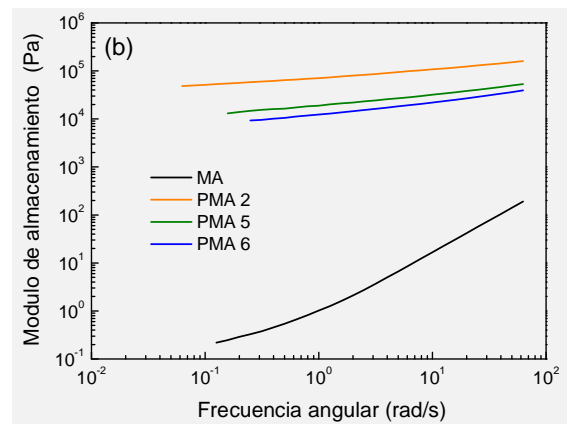 (b)
Modulo de almacenamiento (Pa)
10^6
10^5
10^4
10^3
10^2
10^1
10^0
10^-1
MA
PMA 2
PMA 5
PMA 6
10^-2 10^-1 10^0 10^1 10^2
Frecuencia angular (rad/s)